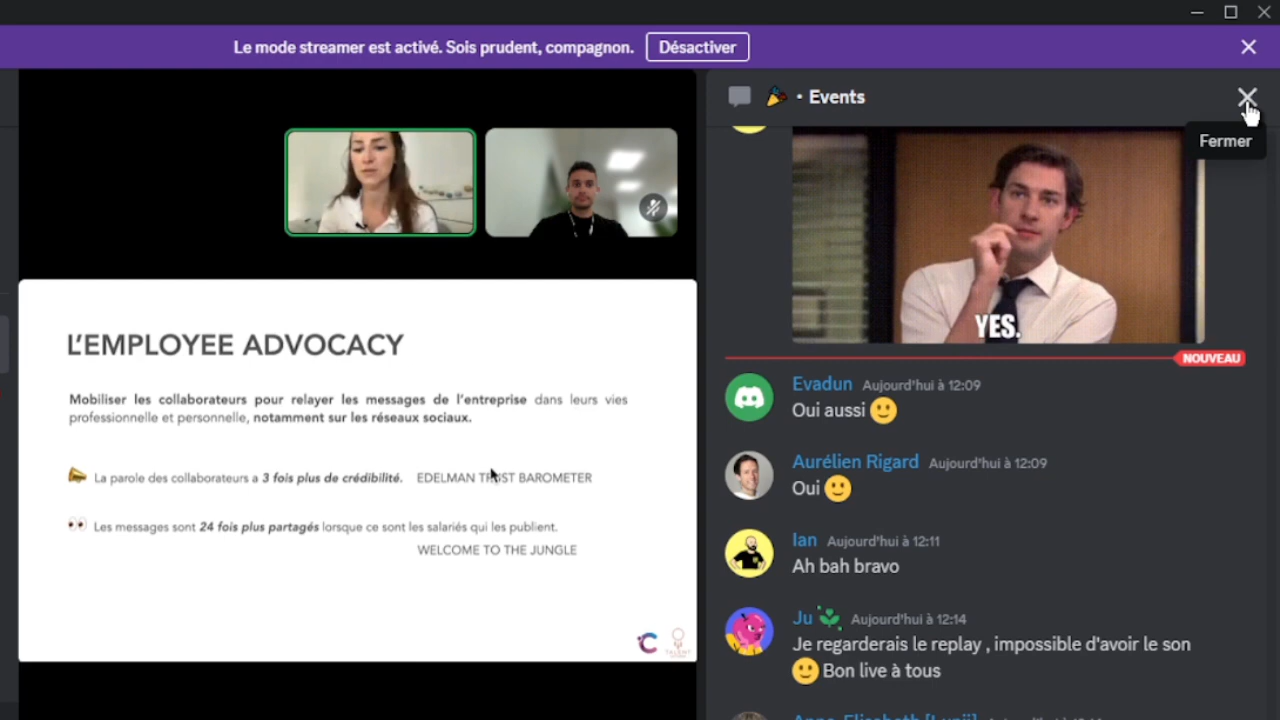 Le mode streamer est activé. Sois prudent, compagnon.
Désactiver
• Events
Fermer
YES.
NOUVEAU
L'EMPLOYEE ADVOCACY
Mobiliser les collaborateurs pour relayer les messages de l'entreprise dans leurs vies
professionnelle et personnelle, notamment sur les réseaux sociaux.
La parole des collaborateurs a 3 fois plus de crédibilité. EDELMAN TRUST BAROMETER
Les messages sont 24 fois plus partagés lorsque ce sont les salariés qui les publient.
WELCOME TO THE JUNGLE
TALENT
Evadun Aujourd'hui à 12:09
Oui aussi 🙂
Aurélien Rigard Aujourd'hui à 12:09
Oui 🙂
Ian Aujourd'hui à 12:11
Ah bah bravo
Ju Aujourd'hui à 12:14
Je regarderais le replay , impossible d'avoir le son
🙂 Bon live à tous